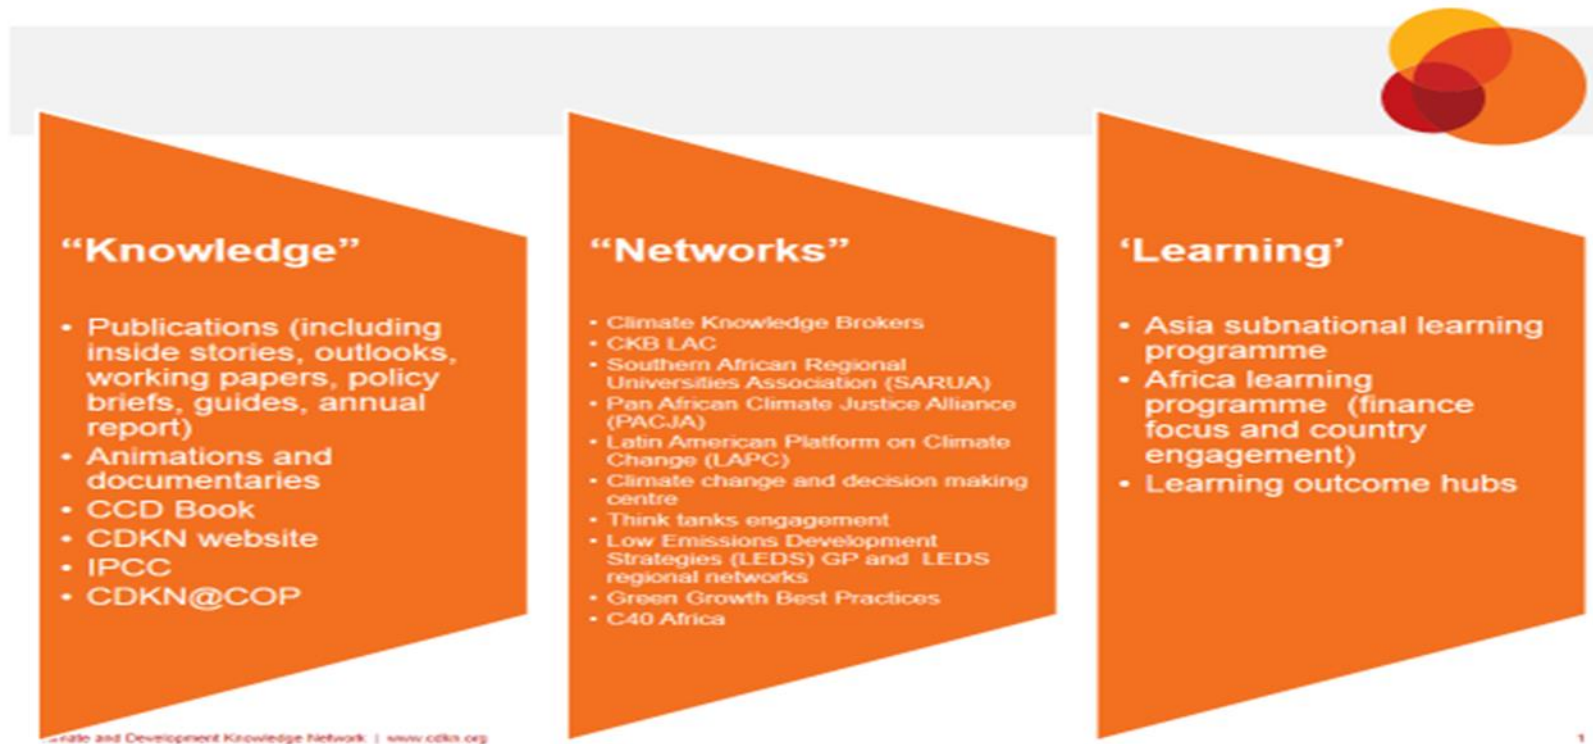 “Knowledge”
• Publications (including
inside stories, outlooks,
working papers, policy
briefs, guides, annual
report)
• Animations and
documentaries
• CCD Book
• CDKN website
• IPCC
• CDKN@COP
“Networks”
• Climate Knowledge Brokers
• CKB LAC
• Southern African Regional
Universities Association (SARUA)
• Pan African Climate Justice Alliance
(PACJA)
• Latin American Platform on Climate
Change (LAPC)
• Climate change and decision making
centre
• Think tanks engagement
• Low Emissions Development
Strategies (LEDS) GP and LEDS
regional networks
• Green Growth Best Practices
• C40 Africa
‘Learning’
• Asia subnational learning
programme
• Africa learning
programme (finance
focus and country
engagement)
• Learning outcome hubs
and Development Knowledge Network | www.cdkn.org